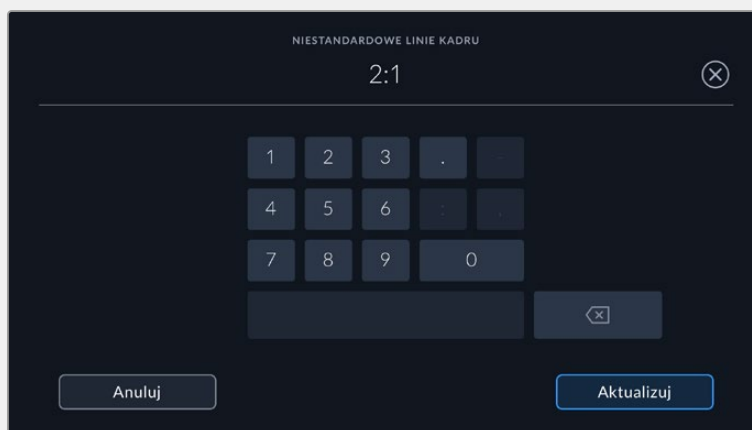 NIESTANDARDOWE LINIE KADRU
2:1
1 2 3 . -
4 5 6 : ,
7 8 9 0
Anuluj
Aktualizuj